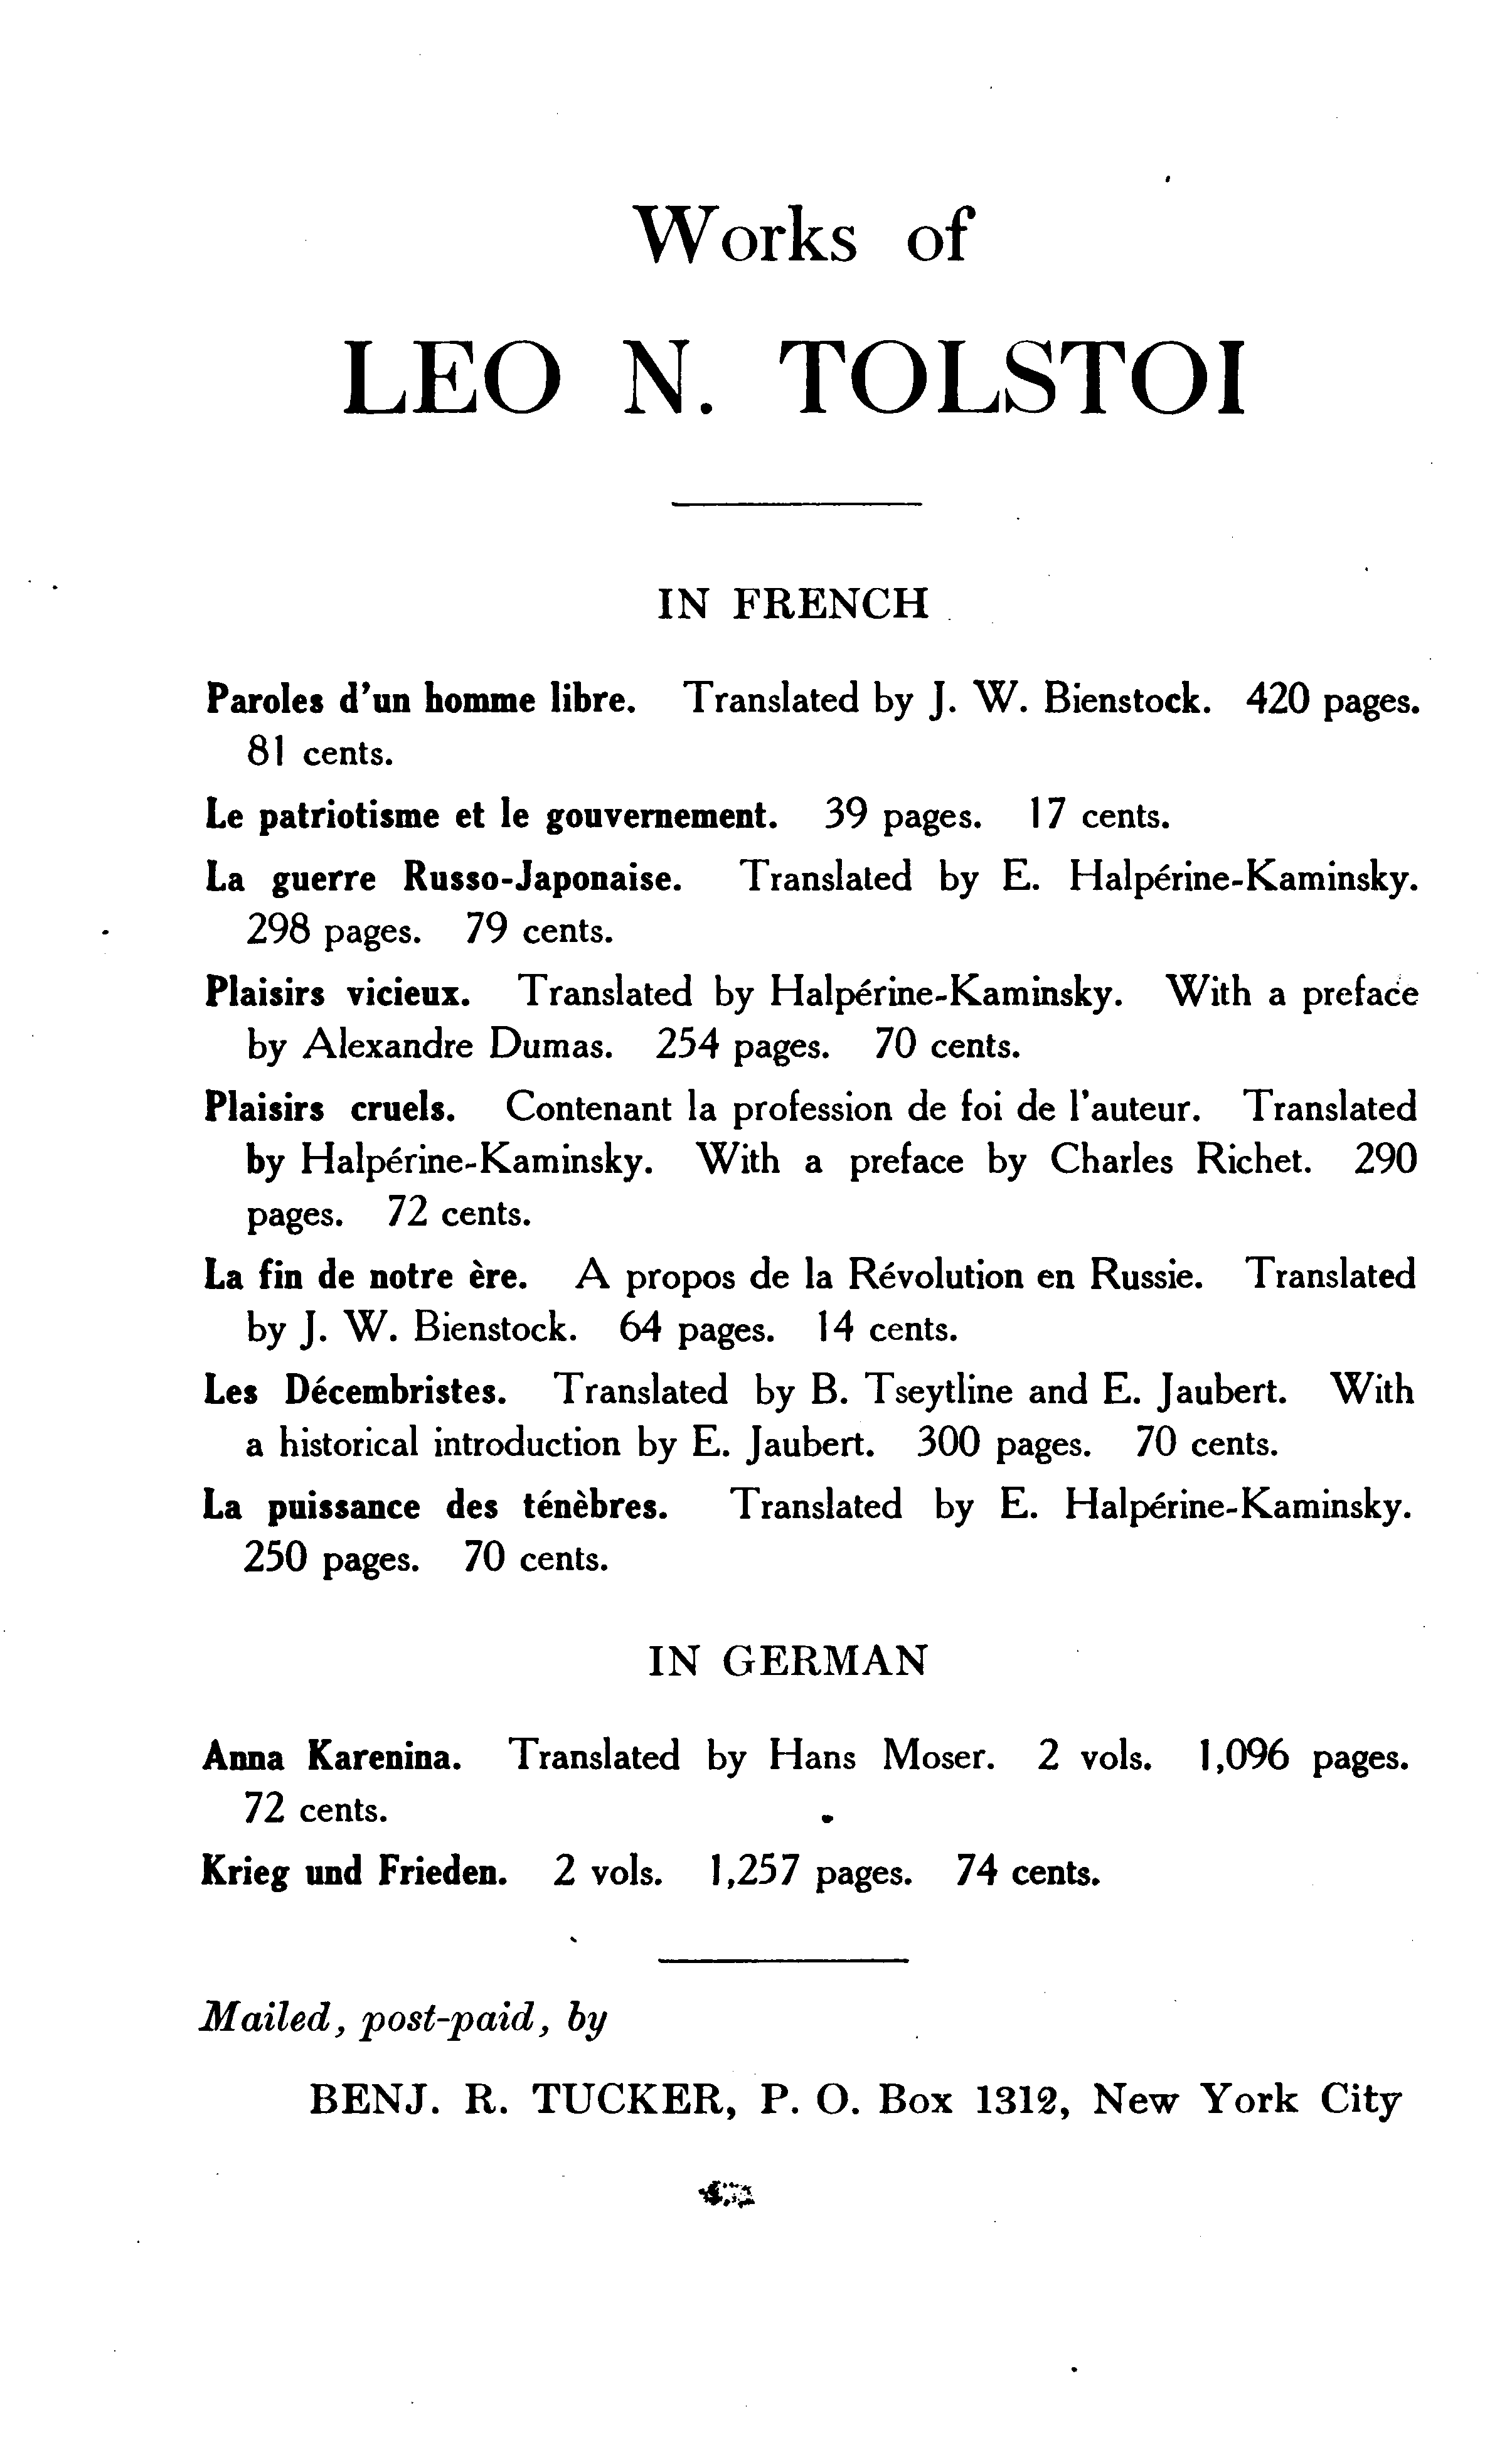 Works of
LEO N. TOLSTOI
IN FRENCH
Paroles d'un homme libre. Translated by J. W. Bienstock. 420 pages.
81 cents.
Le patriotisme et le gouvernement. 39 pages. 17 cents.
La guerre Russo-Japonaise. Translated by E. Halpérine-Kaminsky.
298 pages. 79 cents.
Plaisirs vicieux. Translated by Halpérine-Kaminsky. With a preface
by Alexandre Dumas. 254 pages. 70 cents.
Plaisirs cruels. Contenant la profession de foi de l'auteur. Translated
by Halpérine-Kaminsky. With a preface by Charles Richet. 290
pages. 72 cents.
La fin de notre ère. A propos de la Révolution en Russie. Translated
by J. W. Bienstock. 64 pages. 14 cents.
Les Décembristes. Translated by B. Tseytline and E. Jaubert. With
a historical introduction by E. Jaubert. 300 pages. 70 cents.
La puissance des ténèbres. Translated by E. Halpérine-Kaminsky.
250 pages. 70 cents.
IN GERMAN
Anna Karenina. Translated by Hans Moser. 2 vols. 1,096 pages.
72 cents.
Krieg und Frieden. 2 vols. 1,257 pages. 74 cents.
Mailed, post-paid, by
BENJ. R. TUCKER, P. O. Box 1312, New York City